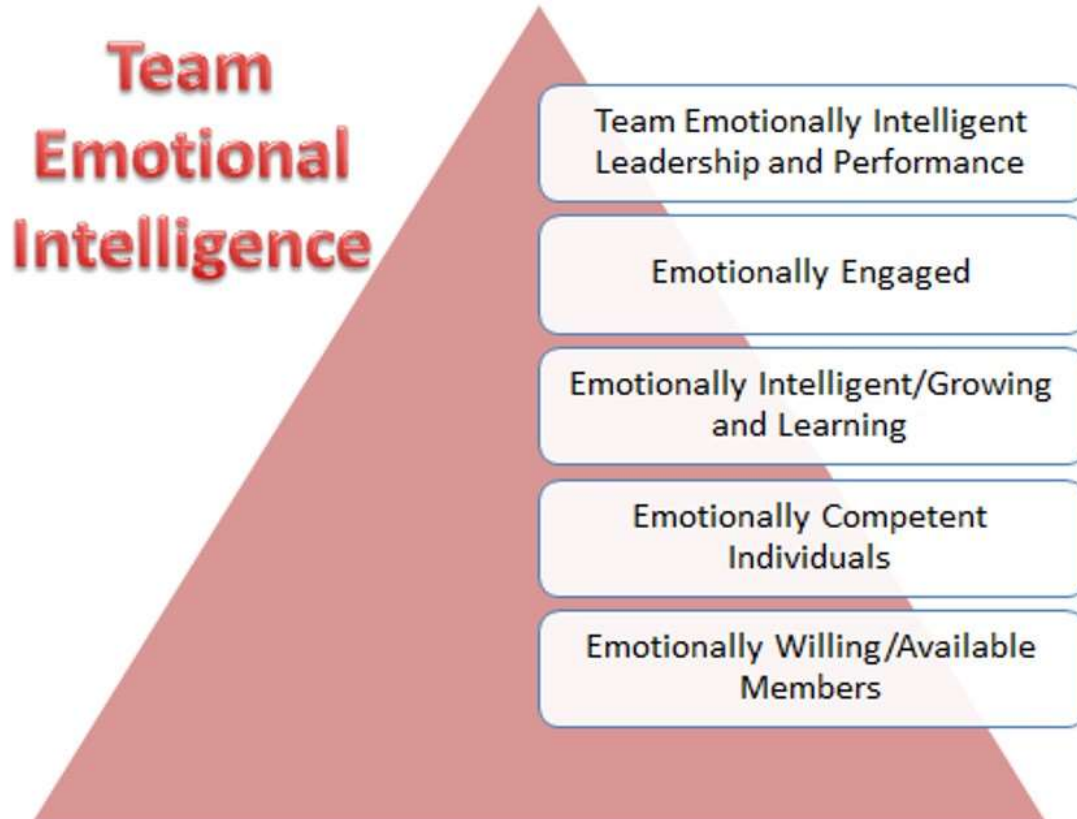 Team
Emotional
Intelligence
Team Emotionally Intelligent
Leadership and Performance
Emotionally Engaged
Emotionally Intelligent/Growing
and Learning
Emotionally Competent
Individuals
Emotionally Willing/Available
Members